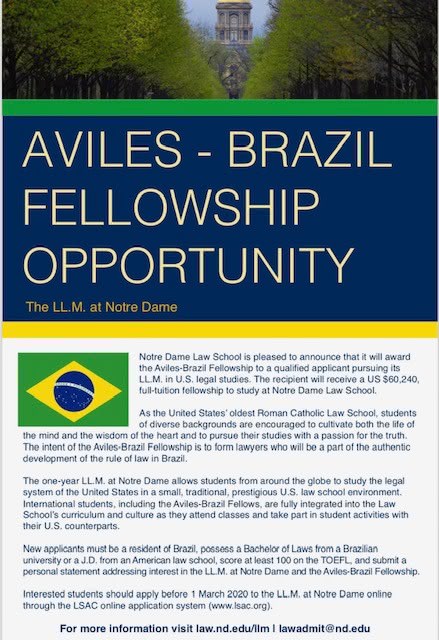 AVILES - BRAZIL
FELLOWSHIP
OPPORTUNITY
The LL.M. at Notre Dame
Notre Dame Law School is pleased to announce that it will award
the Aviles-Brazil Fellowship to a qualified applicant pursuing its
LL.M. in U.S. legal studies. The recipient will receive a US $60,240,
full-tuition fellowship to study at Notre Dame Law School.
As the United States' oldest Roman Catholic Law School, students
of diverse backgrounds are encouraged to cultivate both the life of
the mind and the wisdom of the heart and to pursue their studies with a passion for the truth.
The intent of the Aviles-Brazil Fellowship is to form lawyers who will be a part of the authentic
development of the rule of law in Brazil.
The one-year LL.M. at Notre Dame allows students from around the globe to study the legal
system of the United States in a small, traditional, prestigious U.S. law school environment.
International students, including the Aviles-Brazil Fellows, are fully integrated into the Law
School's curriculum and culture as they attend classes and take part in student activities with
their U.S. counterparts.
New applicants must be a resident of Brazil, possess a Bachelor of Laws from a Brazilian
university or a J.D. from an American law school, score at least 100 on the TOEFL, and submit a
personal statement addressing interest in the LL.M. at Notre Dame and the Aviles-Brazil Fellowship.
Interested students should apply before 1 March 2020 to the LL.M. at Notre Dame online
through the LSAC online application system (www.lsac.org).
For more information visit law.nd.edu/llm I lawadmit@nd.edu